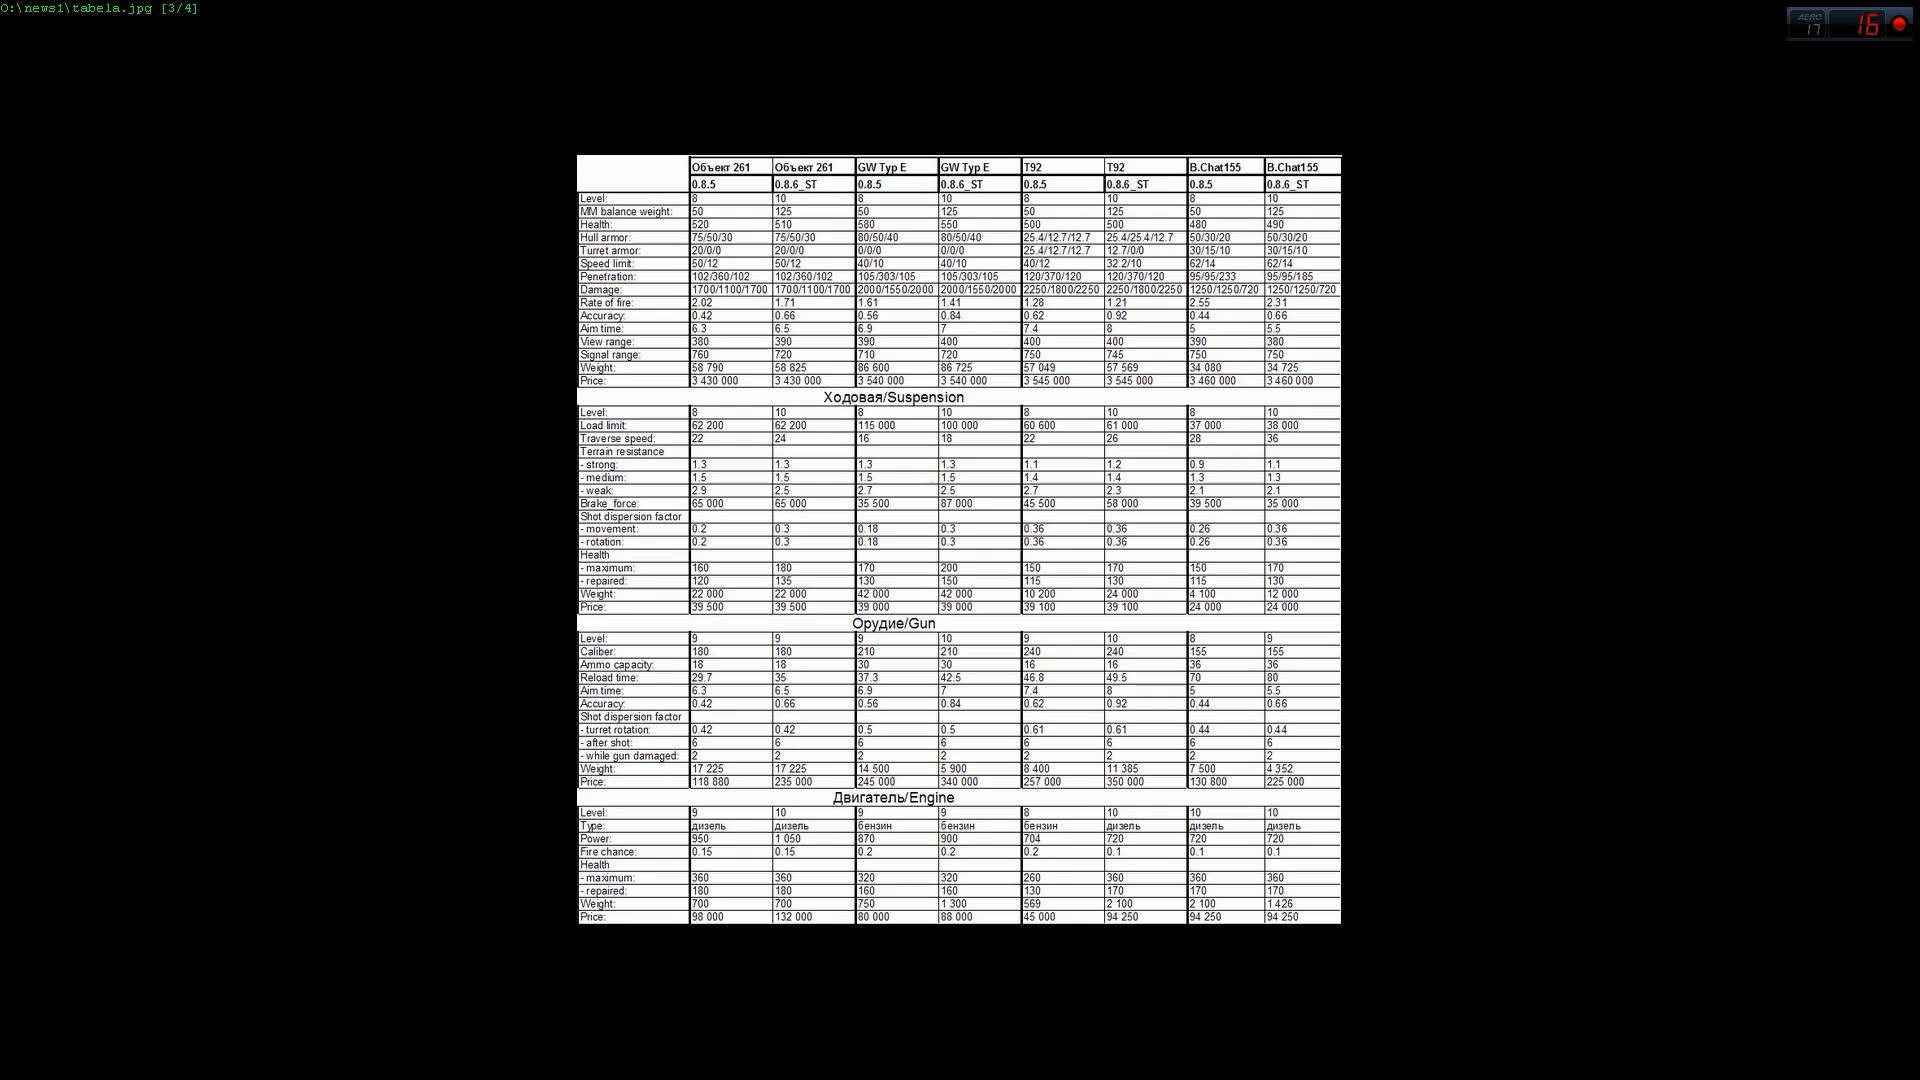 O:\news1\tabela.jpg [3/4]
AERO 17 16
Объект 261 Объект 261 GW Typ E GW Typ E T92 T92 B.Chat155 B.Chat155
0.8.5 0.8.6_ST 0.8.5 0.8.6_ST 0.8.5 0.8.6_ST 0.8.5 0.8.6_ST
Level: 8 10 8 10 8 10 8 10
MM balance weight: 50 125 50 125 50 125 50 125
Health: 520 510 580 550 500 500 480 490
Hull armor: 75/50/30 75/50/30 80/50/40 80/50/40 25.4/12.7/12.7 25.4/25.4/12.7 50/30/20 50/30/20
Turret armor: 20/0/0 20/0/0 0/0/0 0/0/0 25.4/12.7/12.7 12.7/0/0 30/15/10 30/15/10
Speed limit: 50/12 50/12 40/10 40/10 40/12 32.2/10 62/14 62/14
Penetration: 102/360/102 102/360/102 105/303/105 105/303/105 120/370/120 120/370/120 95/95/233 95/95/185
Damage: 1700/1100/1700 1700/1100/1700 2000/1550/2000 2000/1550/2000 2250/1800/2250 2250/1800/2250 1250/1250/720 1250/1250/720
Rate of fire: 2.02 1.71 1.61 1.41 1.28 1.21 2.55 2.31
Accuracy: 0.42 0.66 0.56 0.84 0.62 0.92 0.44 0.66
Aim time: 6.3 6.5 6.9 7 7.4 8 5 5.5
View range: 380 390 390 400 400 400 390 380
Signal range: 760 720 710 720 750 745 750 750
Weight: 58 790 58 825 86 600 86 725 57 049 57 569 34 080 34 725
Price: 3 430 000 3 430 000 3 540 000 3 540 000 3 545 000 3 545 000 3 460 000 3 460 000
Ходовая/Suspension
Level: 8 10 8 10 8 10 8 10
Load limit: 62 200 62 200 115 000 100 000 60 600 61 000 37 000 38 000
Traverse speed: 22 24 16 18 22 26 28 36
Terrain resistance
- strong: 1.3 1.3 1.3 1.3 1.1 1.2 0.9 1.1
- medium: 1.5 1.5 1.5 1.5 1.4 1.4 1.3 1.3
- weak: 2.9 2.5 2.7 2.5 2.7 2.3 2.1 2.1
Brake_force: 65 000 65 000 35 500 87 000 45 500 58 000 39 500 35 000
Shot dispersion factor
- movement: 0.2 0.3 0.18 0.3 0.36 0.36 0.26 0.36
- rotation: 0.2 0.3 0.18 0.3 0.36 0.36 0.26 0.36
Health
- maximum: 160 180 170 200 150 170 150 170
- repaired: 120 135 130 150 115 130 115 130
Weight: 22 000 22 000 42 000 42 000 10 200 24 000 4 100 12 000
Price: 39 500 39 500 39 000 39 000 39 100 39 100 24 000 24 000
Орудие/Gun
Level: 9 9 9 10 9 10 8 9
Caliber: 180 180 210 210 240 240 155 155
Ammo capacity: 18 18 30 30 16 16 36 36
Reload time: 29.7 35 37.3 42.5 46.8 49.5 70 80
Aim time: 6.3 6.5 6.9 7 7.4 8 5 5.5
Accuracy: 0.42 0.66 0.56 0.84 0.62 0.92 0.44 0.66
Shot dispersion factor
- turret rotation: 0.42 0.42 0.5 0.5 0.61 0.61 0.44 0.44
- after shot: 6 6 6 6 6 6 6 6
- while gun damaged: 2 2 2 2 2 2 2 2
Weight: 17 225 17 225 14 500 5 900 8 400 11 385 7 500 4 352
Price: 118 880 235 000 245 000 340 000 257 000 350 000 130 800 225 000
Двигатель/Engine
Level: 9 10 9 9 8 10 10 10
Type: дизель дизель бензин бензин бензин дизель дизель дизель
Power: 950 1 050 870 900 704 720 720 720
Fire chance: 0.15 0.15 0.2 0.2 0.2 0.1 0.1 0.1
Health
- maximum: 360 360 320 320 260 360 360 360
- repaired: 180 180 160 160 130 170 170 170
Weight: 700 700 750 1 300 569 2 100 2 100 1 426
Price: 98 000 132 000 80 000 88 000 45 000 94 250 94 250 94 250